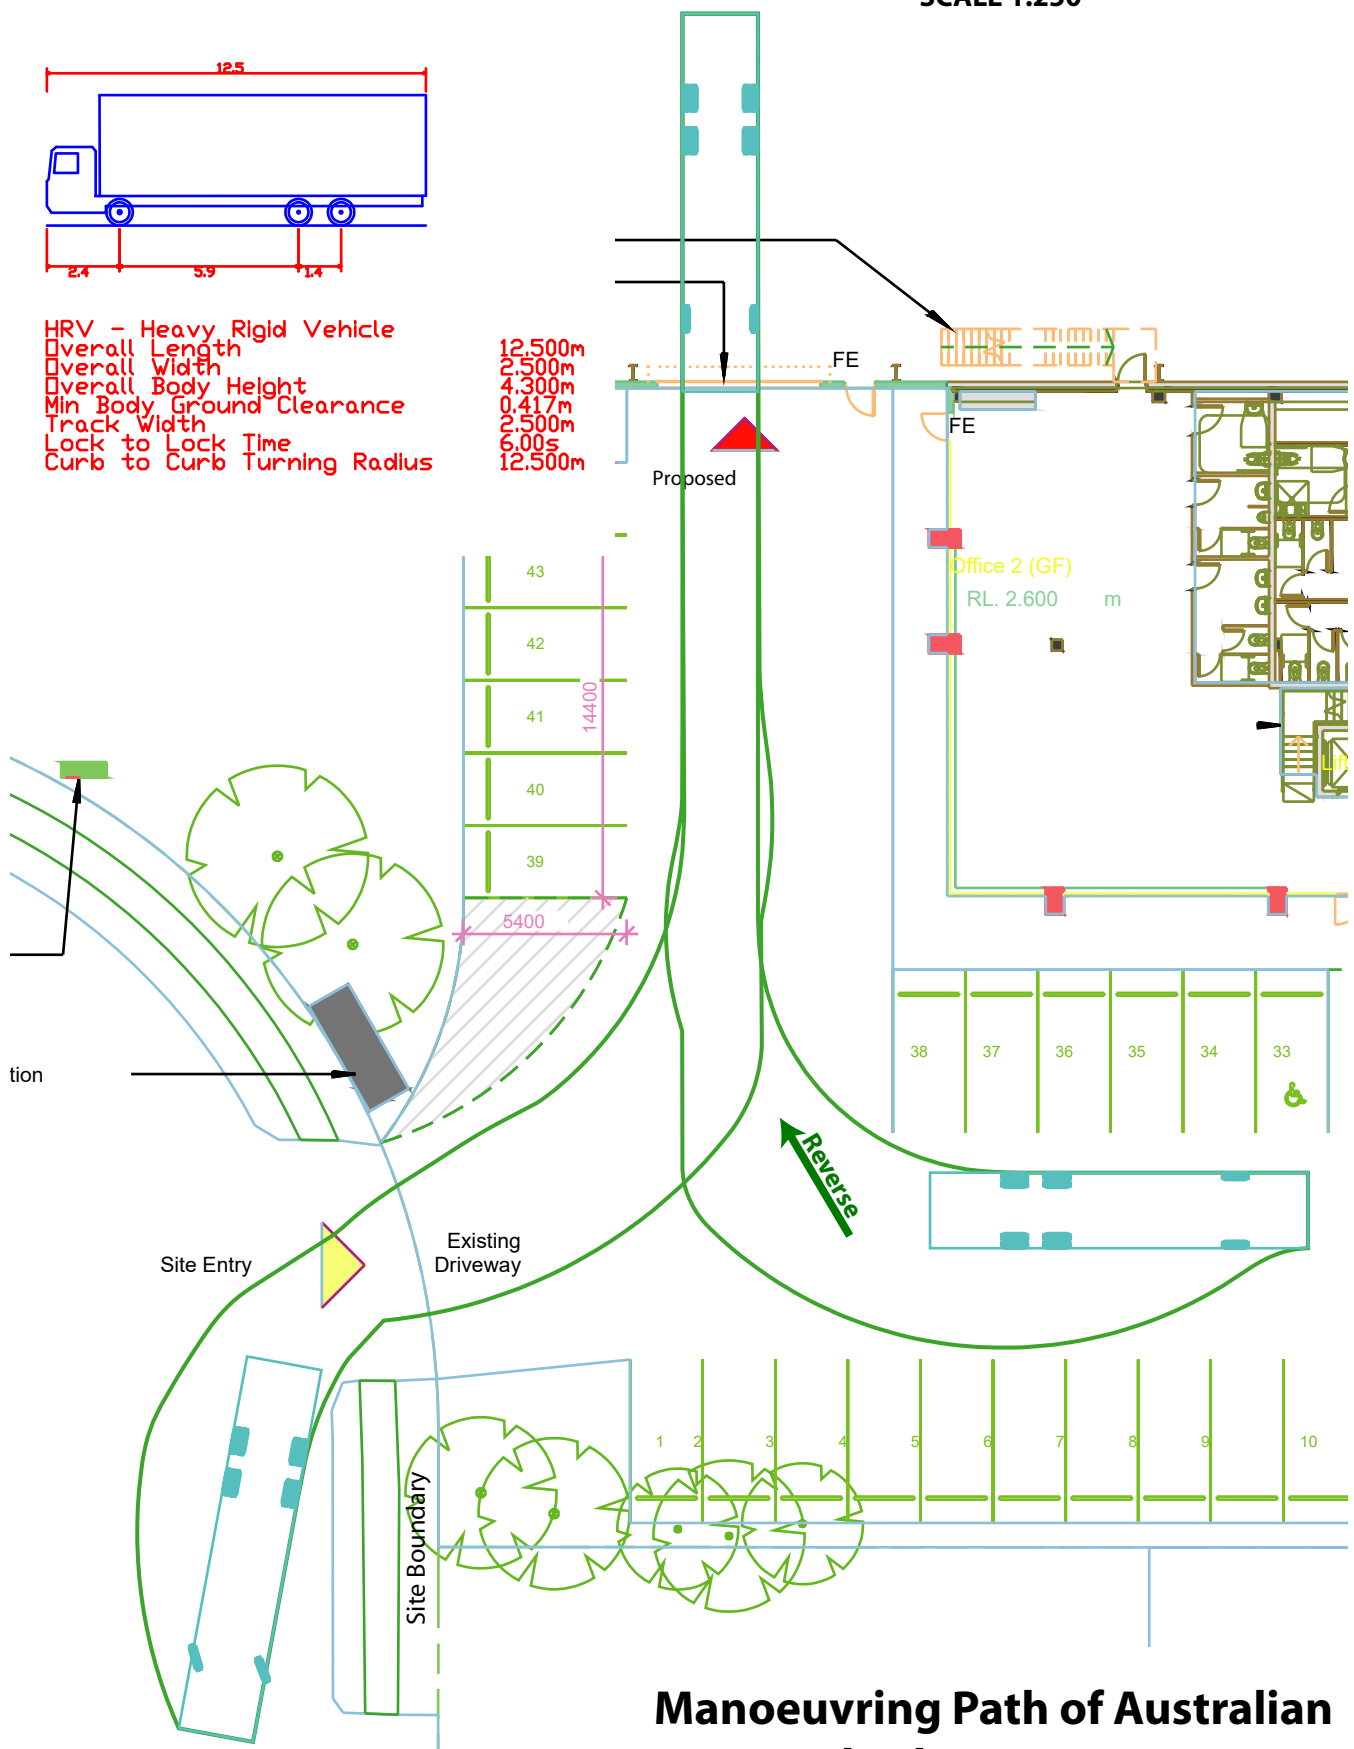 SCALE 1:250
12.5
2.4
5.9
1.4
HRV - Heavy Rigid Vehicle
Overall Length 12.500m
Overall Width 2.500m
Overall Body Height 4.300m
Min Body Ground Clearance 0.417m
Track Width 2.500m
Lock to Lock Time 6.00s
Curb to Curb Turning Radius 12.500m
FE
FE
Proposed
Office 2 (GF)
RL. 2.600 m
43
42
41
40
39
14400
5400
Lift
38
37
36
35
34
33
tion
Reverse
Site Entry
Existing
Driveway
1
2
3
4
5
6
7
8
9
10
Site Boundary
Manoeuvring Path of Australian